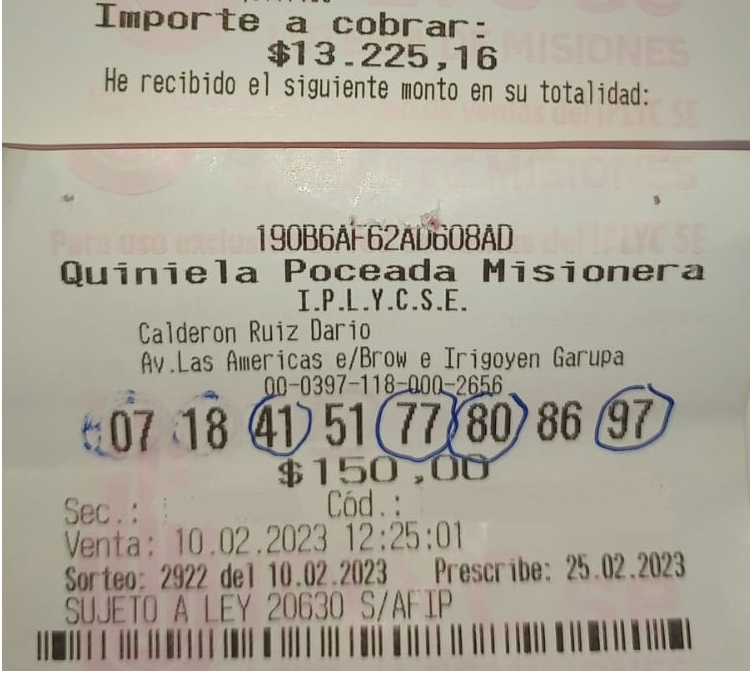 Importe a cobrar:
$13.225,16
He recibido el siguiente monto en su totalidad:
DE MISIONES
190B6AF62AD608AD
Quiniela Poceada Misionera
I.P.L.Y.C.S.E.
Calderon Ruiz Dario
Av.Las Americas e/Brow e Irigoyen Garupa
00-0397-118-000-2656
07 18 41 51 77 80 86 97
$150,00
Sec.: Cód.:
Venta: 10.02.2023 12:25:01
Sorteo: 2922 del 10.02.2023 Prescribe: 25.02.2023
SUJETO A LEY 20630 S/AFIP